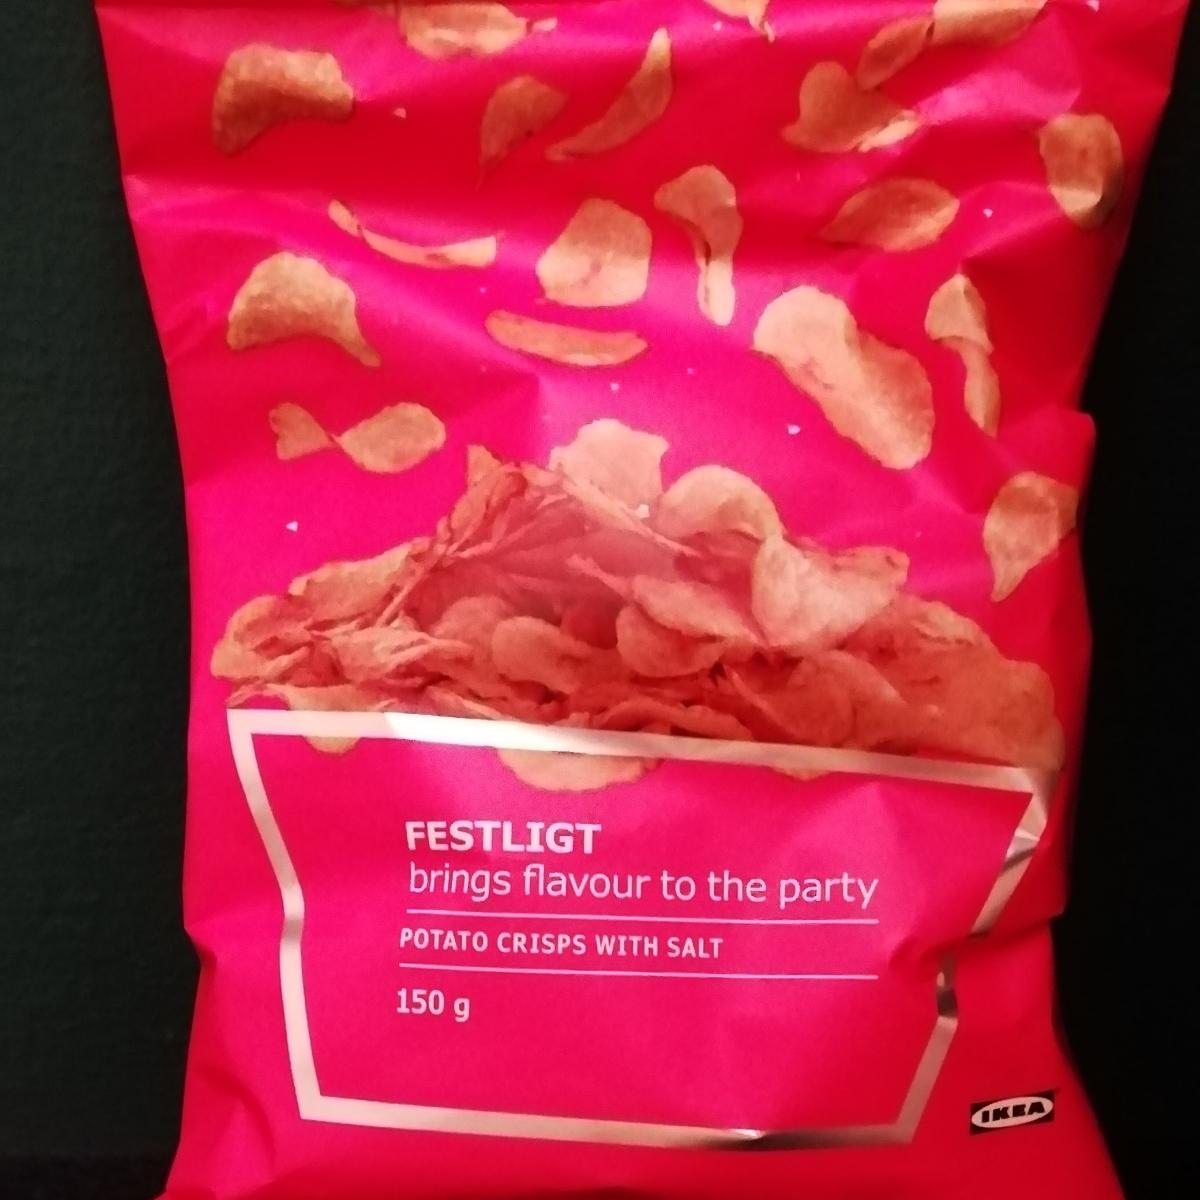 FESTLIGT
brings flavour to the party
POTATO CRISPS WITH SALT
150 g
IKEA